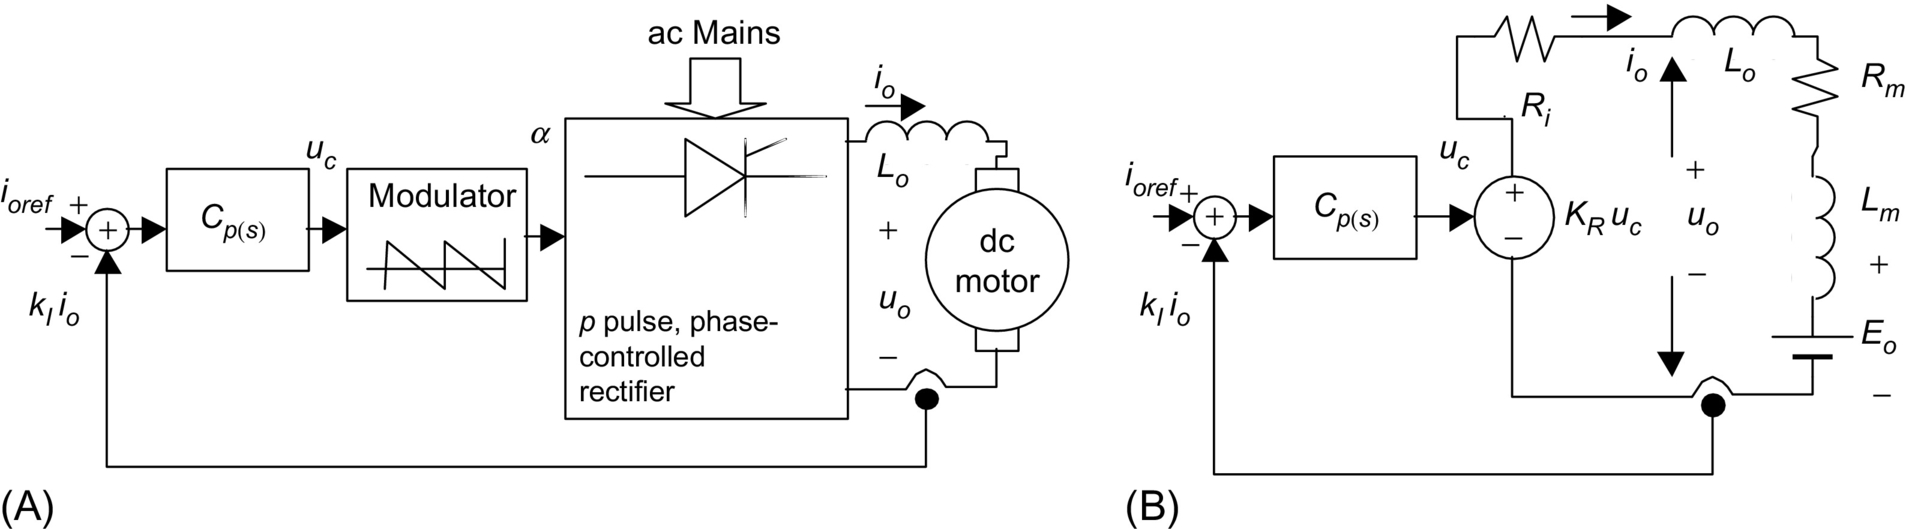 ac Mains
i_o
α
u_c
L_o
i_oref
+
−
+
C_p(s)
Modulator
+
u_o
−
dc
motor
k_I i_o
p pulse, phase-
controlled
rectifier
(A)
i_o
L_o
R_m
R_i
u_c
i_oref
+
−
+
C_p(s)
+
−
K_R u_c
+
u_o
−
L_m
+
E_o
−
k_I i_o
(B)